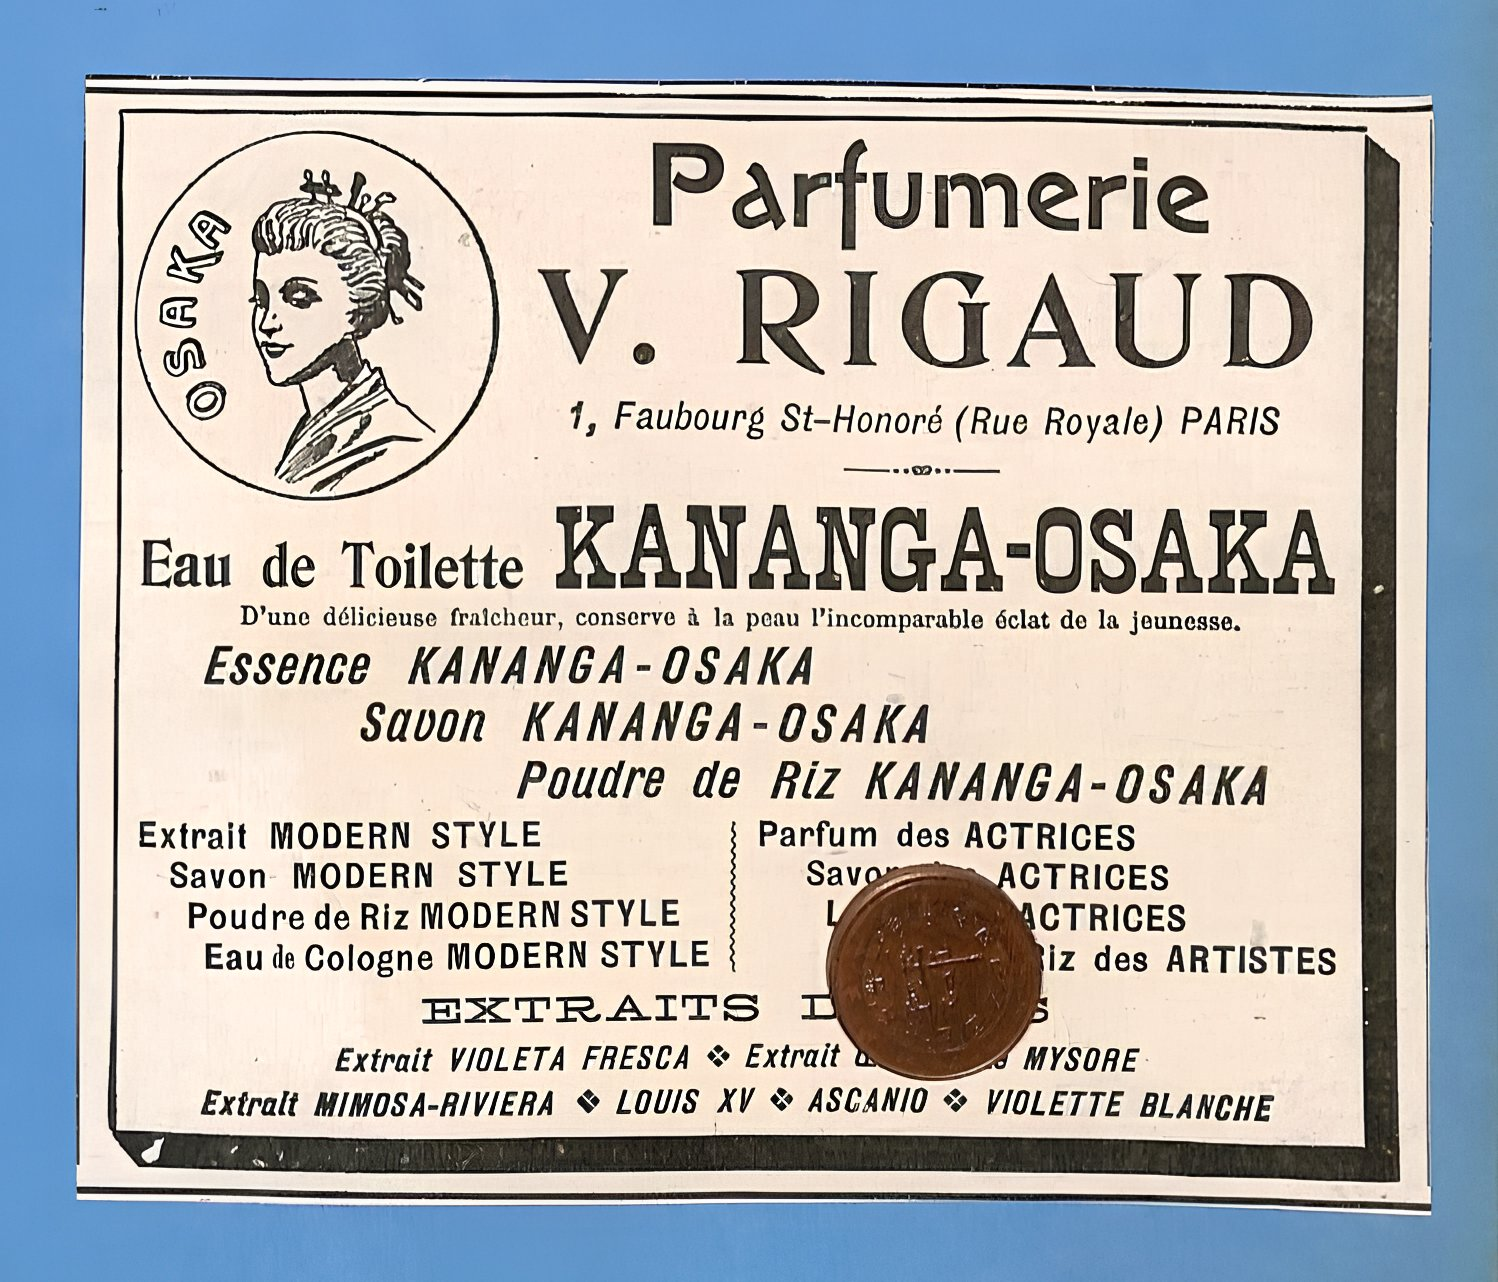 OSAKA
Parfumerie
V. RIGAUD
1, Faubourg St-Honoré (Rue Royale) PARIS
Eau de Toilette KANANGA-OSAKA
D'une délicieuse fraîcheur, conserve à la peau l'incomparable éclat de la jeunesse.
Essence KANANGA-OSAKA
Savon KANANGA-OSAKA
Poudre de Riz KANANGA-OSAKA
Extrait MODERN STYLE
Savon MODERN STYLE
Poudre de Riz MODERN STYLE
Eau de Cologne MODERN STYLE
Parfum des ACTRICES
ACTRICES
ACTRICES
Riz des ARTISTES
EXTRAITS
Extrait VIOLETA FRESCA ❖ Extrait MYSORE
Extrait MIMOSA-RIVIERA ❖ LOUIS XV ❖ ASCANIO ❖ VIOLETTE BLANCHE